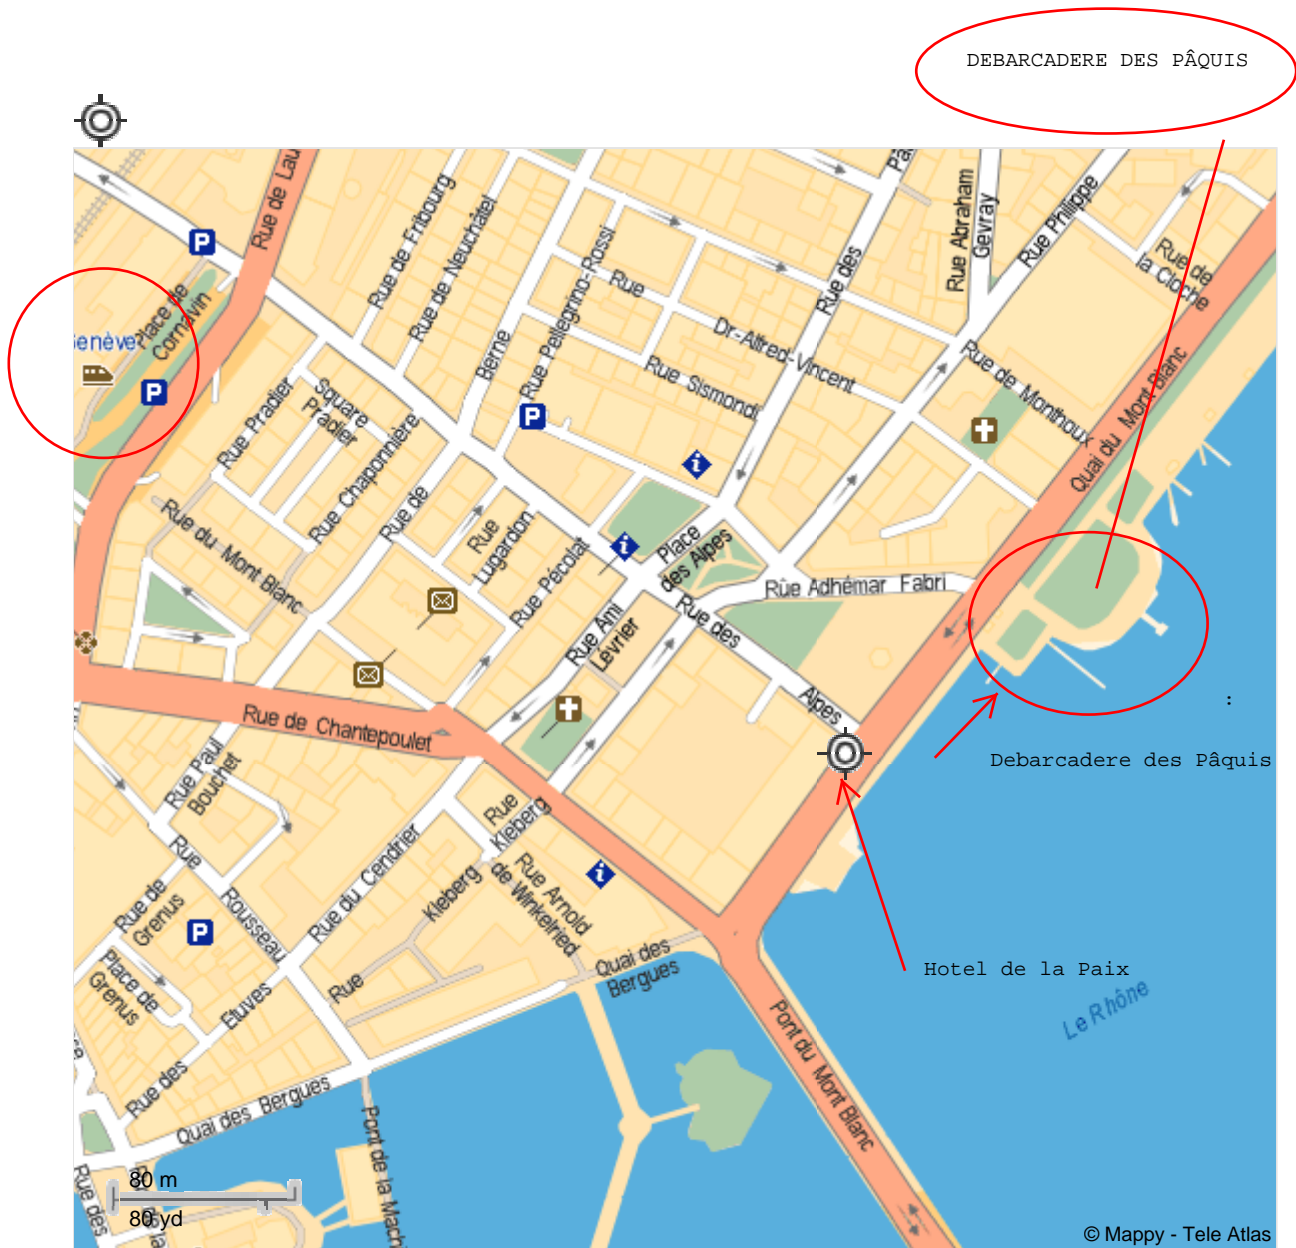 DEBARCADERE DES PÂQUIS
Rue de Lau
Rue de Fribourg
Rue de Neuchâtel
Berne
Rue Pellegrino-Rossi
Rue
Dr-Alfred-Vincent
Rue Sismondi
Rue des
Pâ
Rue Abraham
Gevray
Rue Philippe
Rue de
la Cloche
Rue de Monthoux
Quai du Mont Blanc
Place de
Cornavin
Genève
P
P
P
Rue Pradier
Square
Pradier
Rue Chaponnière
Rue de
Rue du Mont Blanc
Rue
Lugardon
Rue Pécolat
Place
des Alpes
Rue Adhémar Fabri
Rue des
Alpes
Rue Ami
Levrier
:
Debarcadere des Pâquis
Rue de Chantepoulet
Rue Paul
Bouchet
Rue
Kleberg
Rue Arnold
de Winkelried
Rue du Cendrier
Kleberg
Rue
Rue
Rousseau
Rue de
Grenus
P
Place de
Grenus
Etuves
Rue des
Quai des
Bergues
Hotel de la Paix
Le Rhône
Pont du Mont Blanc
Quai des Bergues
Pont de la Machi
Rue des
80 m
80 yd
© Mappy - Tele Atlas